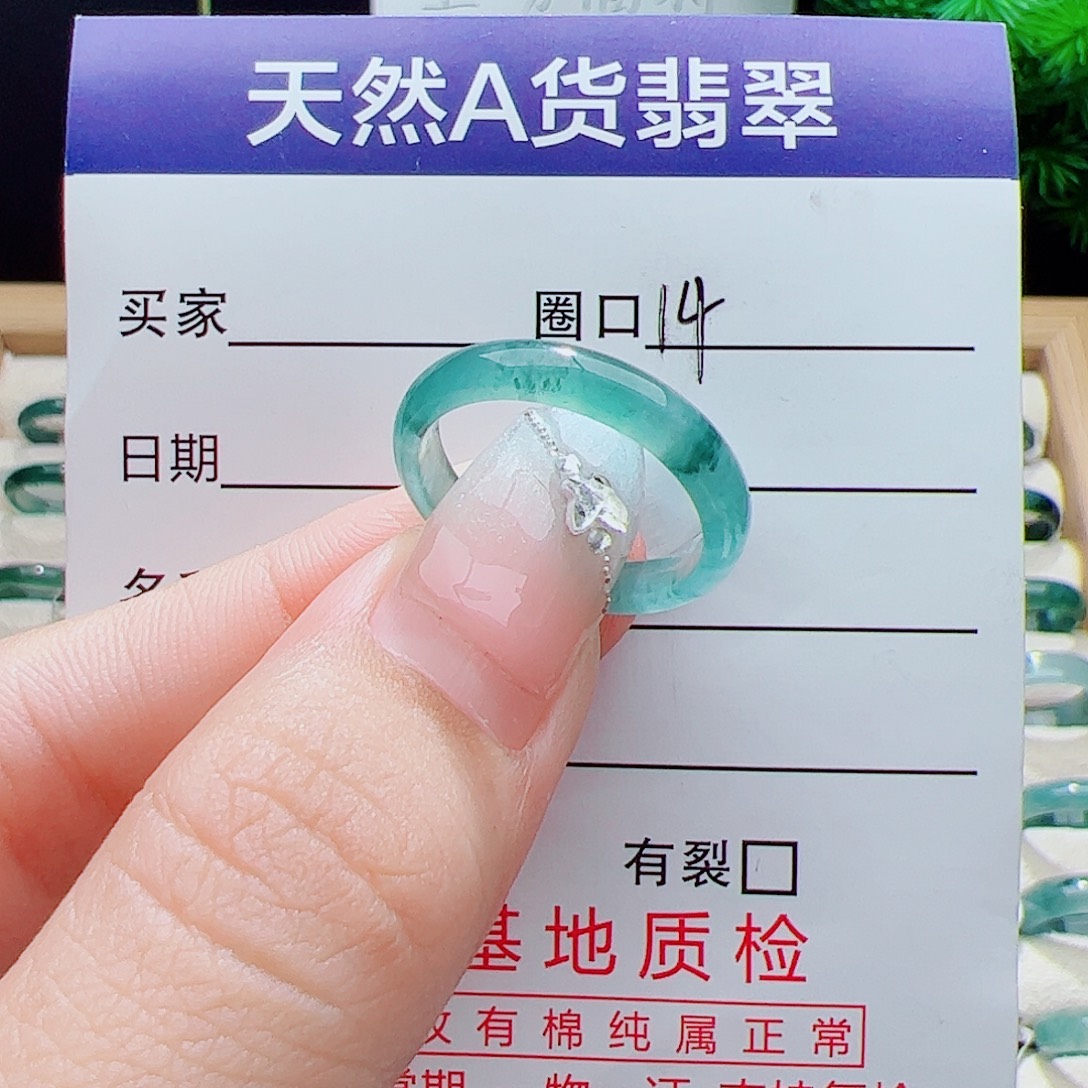 天然A货翡翠
买家 圈口14
日期
有裂□
基地质检
有棉纯属正常